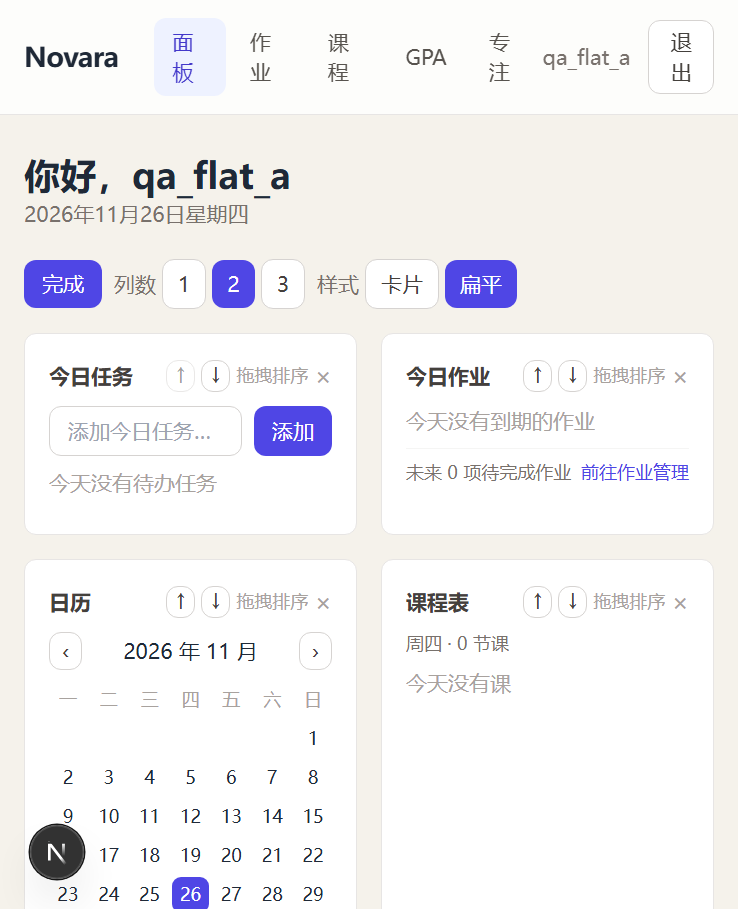 Novara
面板
作业
课程
GPA
专注
qa_flat_a
退出
你好，qa_flat_a
2026年11月26日星期四
完成 列数 1 2 3 样式 卡片 扁平
今日任务 ↑ ↓ 拖拽排序 ×
添加今日任务... 添加
今天没有待办任务
今日作业 ↑ ↓ 拖拽排序 ×
今天没有到期的作业
未来 0 项待完成作业 前往作业管理
日历 ↑ ↓ 拖拽排序 ×
‹ 2026 年 11 月 ›
一 二 三 四 五 六 日
1
2 3 4 5 6 7 8
9 10 11 12 13 14 15
N 17 18 19 20 21 22
23 24 25 26 27 28 29
课程表 ↑ ↓ 拖拽排序 ×
周四 · 0 节课
今天没有课